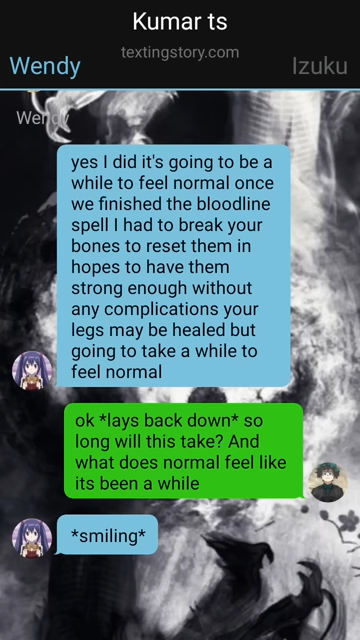 Kumar ts
textingstory.com
Wendy
Izuku
Wendy
yes I did it's going to be a
while to feel normal once
we finished the bloodline
spell I had to break your
bones to reset them in
hopes to have them
strong enough without
any complications your
legs may be healed but
going to take a while to
feel normal
ok *lays back down* so
long will this take? And
what does normal feel like
its been a while
*smiling*